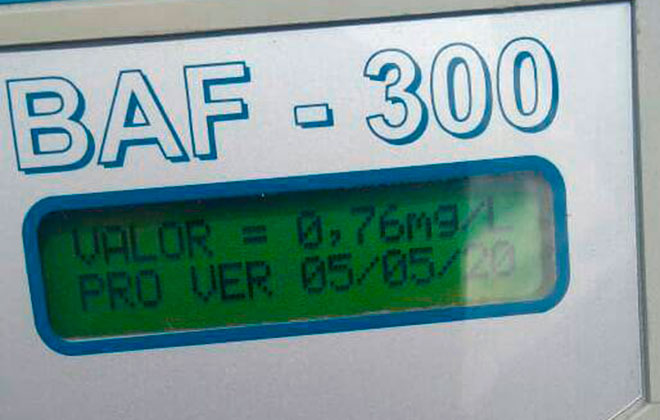 BAF - 300
VALOR = 0,76mg/L
PRO VER 05/05/20